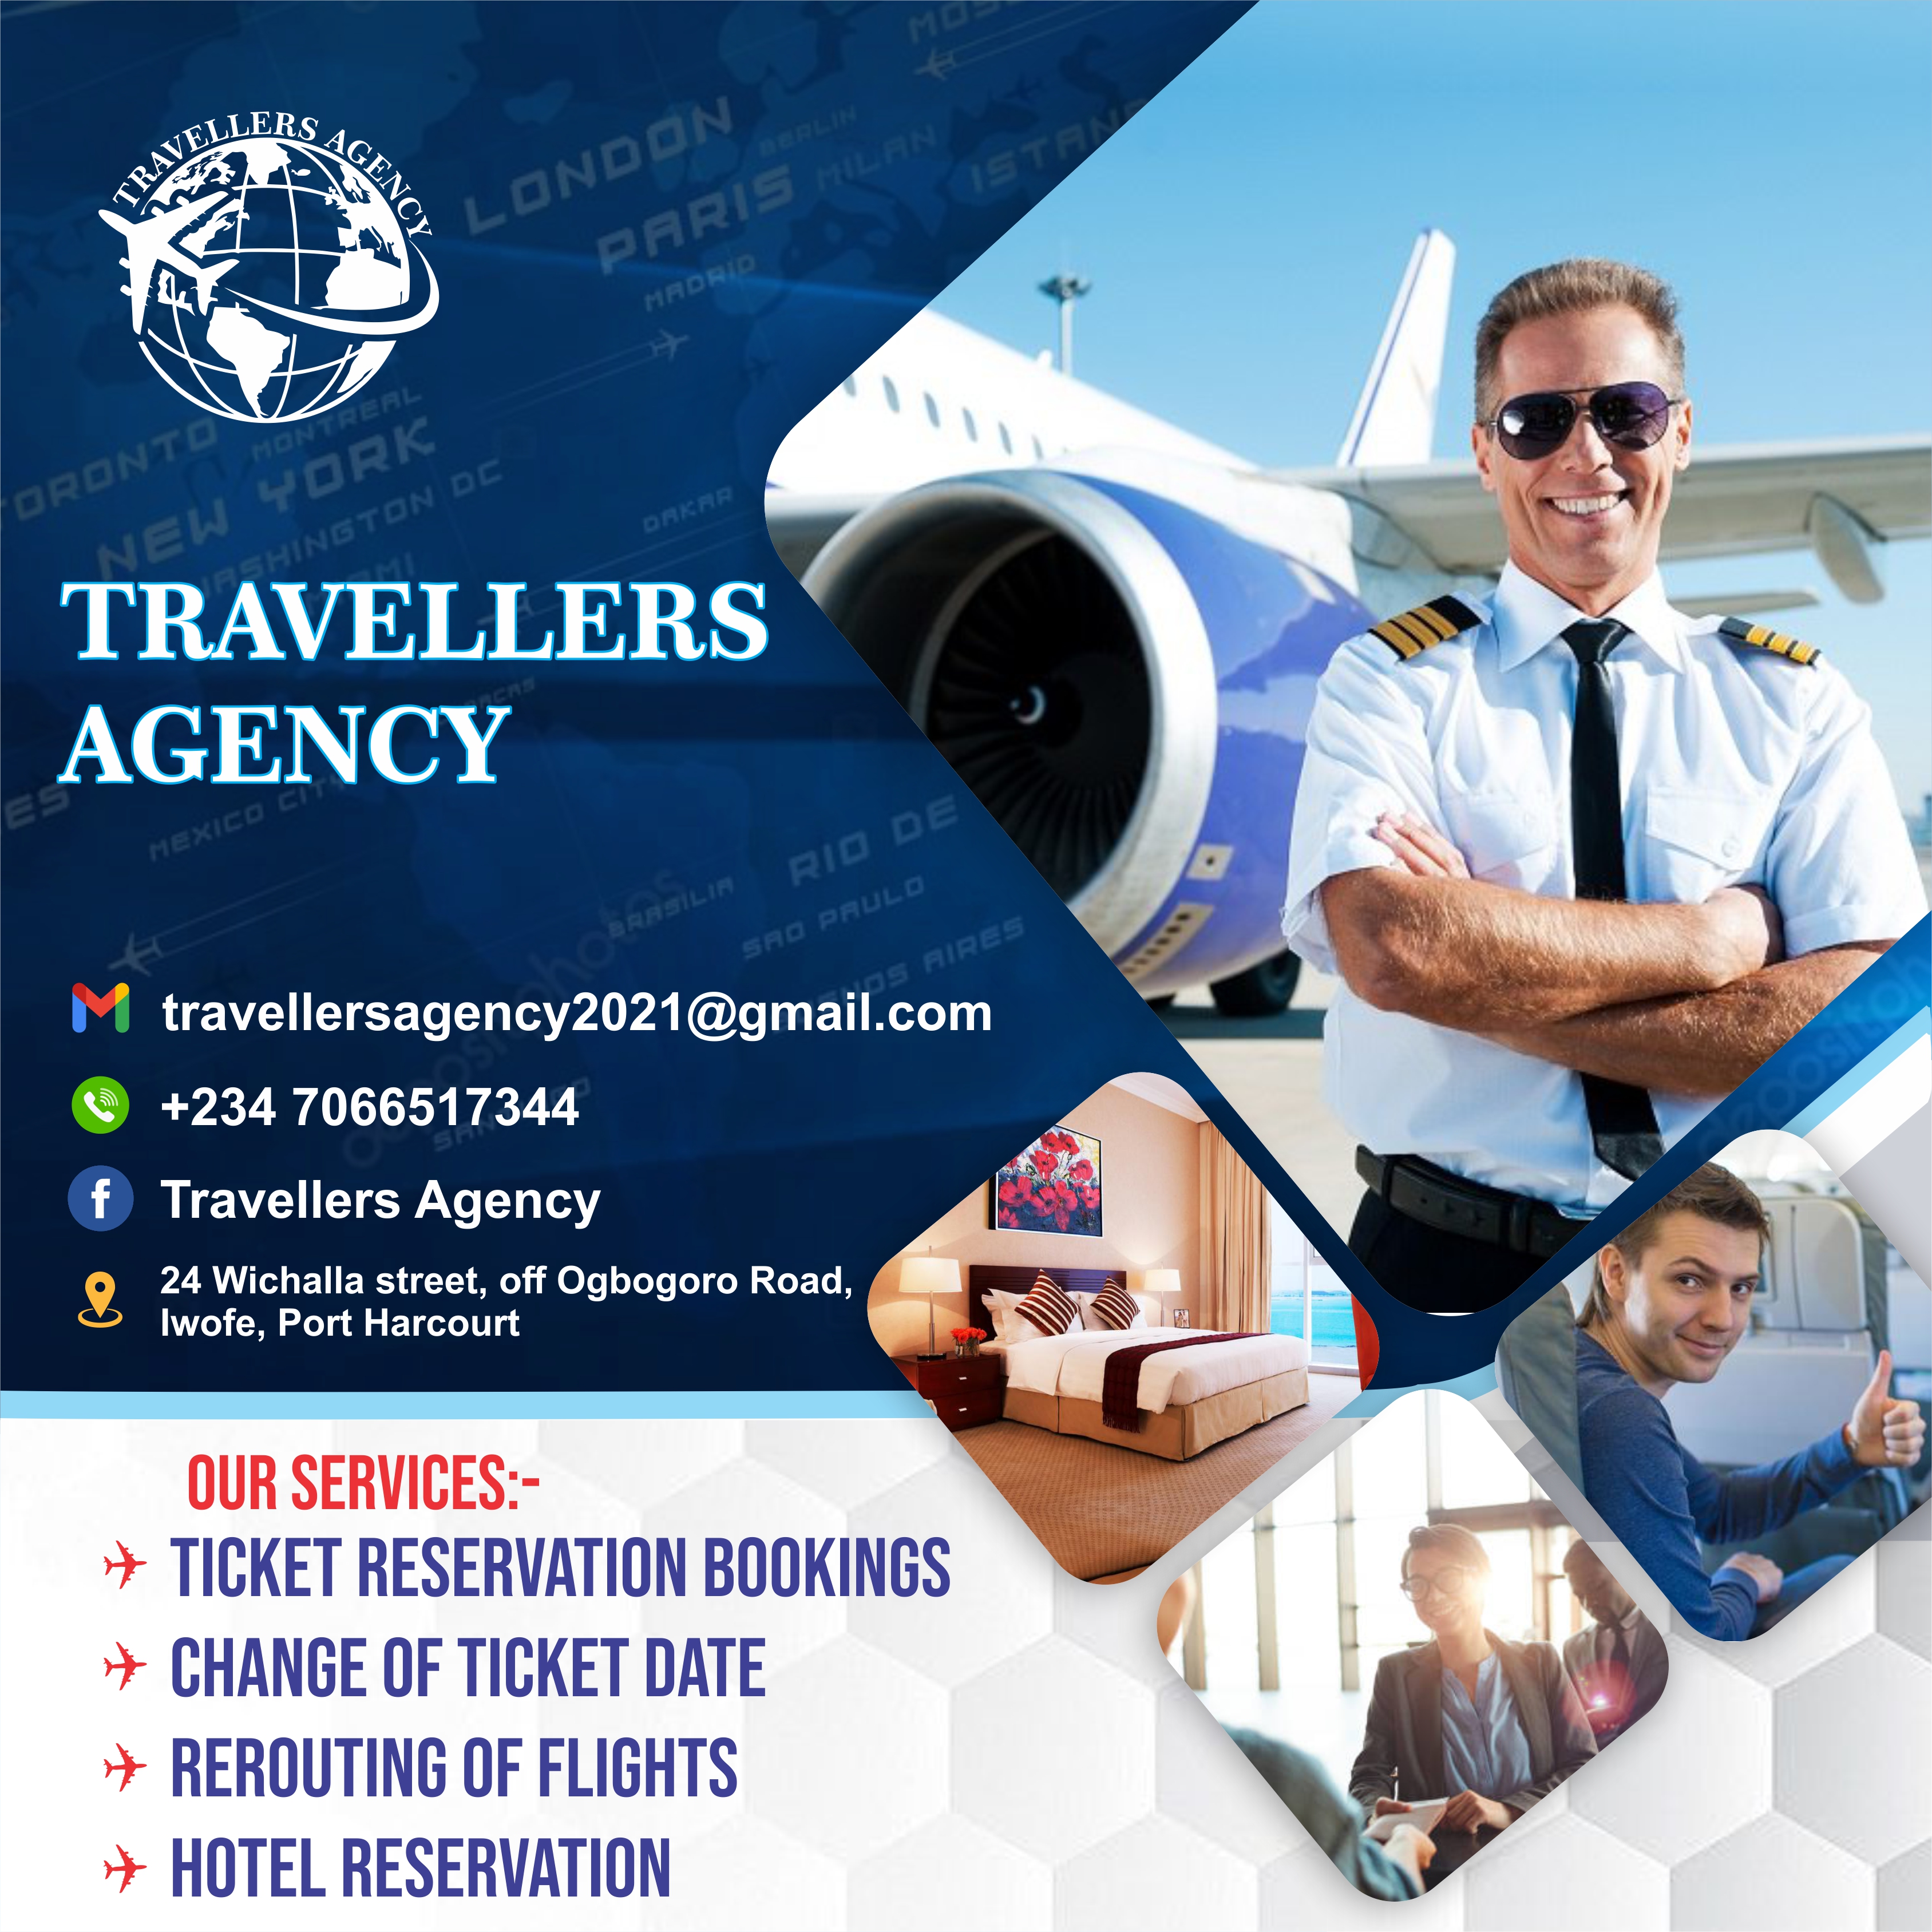 TRAVELLERS AGENCY
MOSC
LONDON
BERLIN
PARIS
MILAN
ISTAN
MADRID
TORONTO
MONTREAL
NEW YORK
WASHINGTON DC
DAKAR
TRAVELLERS
AGENCY
MEXICO CITY
RIO DE
BRASILIA
SAO PAULO
travellersagency2021@gmail.com
+234 7066517344
Travellers Agency
24 Wichalla street, off Ogbogoro Road,
Iwofe, Port Harcourt
OUR SERVICES:-
TICKET RESERVATION BOOKINGS
CHANGE OF TICKET DATE
REROUTING OF FLIGHTS
HOTEL RESERVATION